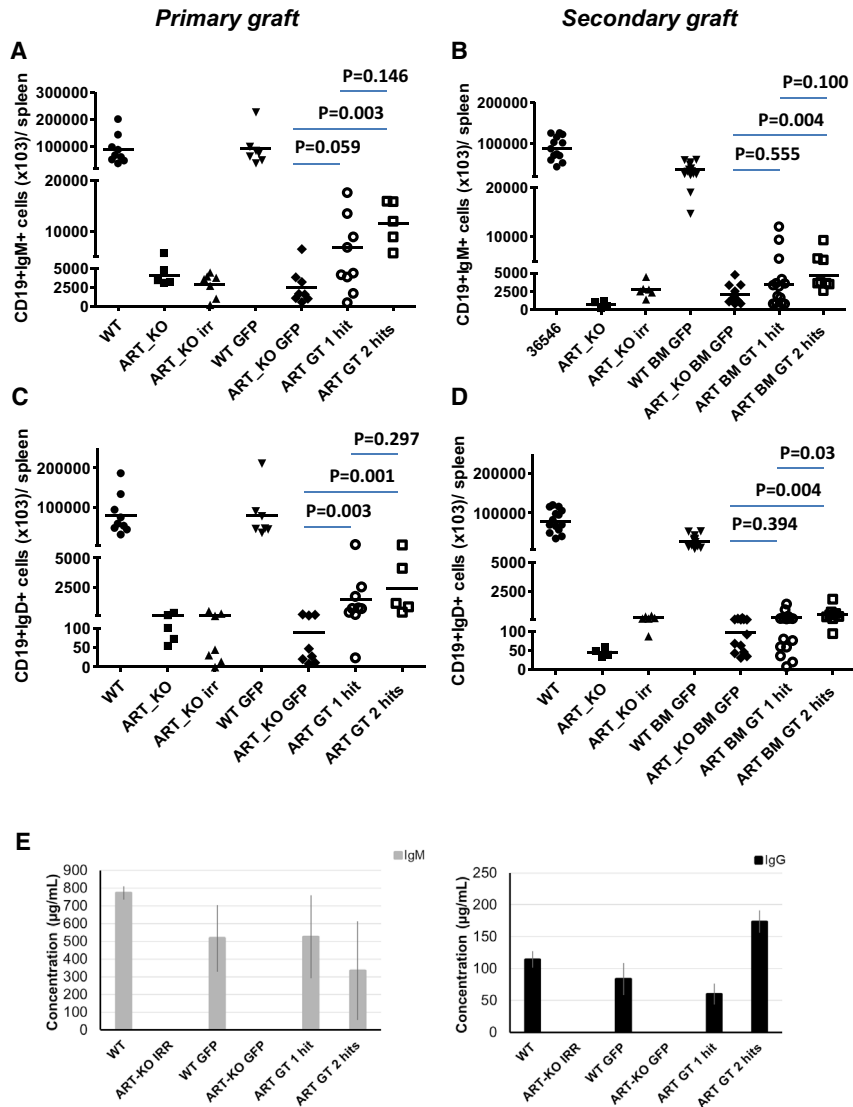 Primary graft
Secondary graft
A
CD19+IgM+ cells (x103)/ spleen
300000
200000
100000
20000
10000
5000
2500
0
P=0.146
P=0.003
P=0.059
WT
ART_KO
ART_KO irr
WT GFP
ART_KO GFP
ART GT 1 hit
ART GT 2 hits
B
CD19+IgM+ cells (x103)/ spleen
200000
100000
20000
10000
5000
2500
0
P=0.100
P=0.004
P=0.555
36546
ART_KO
ART_KO irr
WT BM GFP
ART_KO BM GFP
ART BM GT 1 hit
ART BM GT 2 hits
C
CD19+IgD+ cells (x103)/ spleen
200000
100000
5000
2500
100
50
0
P=0.297
P=0.001
P=0.003
WT
ART_KO
ART_KO irr
WT GFP
ART_KO GFP
ART GT 1 hit
ART GT 2 hits
D
CD19+IgD+ cells (x103)/ spleen
200000
100000
5000
2500
100
50
0
P=0.03
P=0.004
P=0.394
WT
ART_KO
ART_KO irr
WT BM GFP
ART_KO BM GFP
ART BM GT 1 hit
ART BM GT 2 hits
E
IgM
Concentration (µg/mL)
900
800
700
600
500
400
300
200
100
0
WT
ART-KO IRR
WT GFP
ART-KO GFP
ART GT 1 hit
ART GT 2 hits
IgG
Concentration (µg/mL)
250
200
150
100
50
0
WT
ART-KO IRR
WT GFP
ART-KO GFP
ART GT 1 hit
ART GT 2 hits